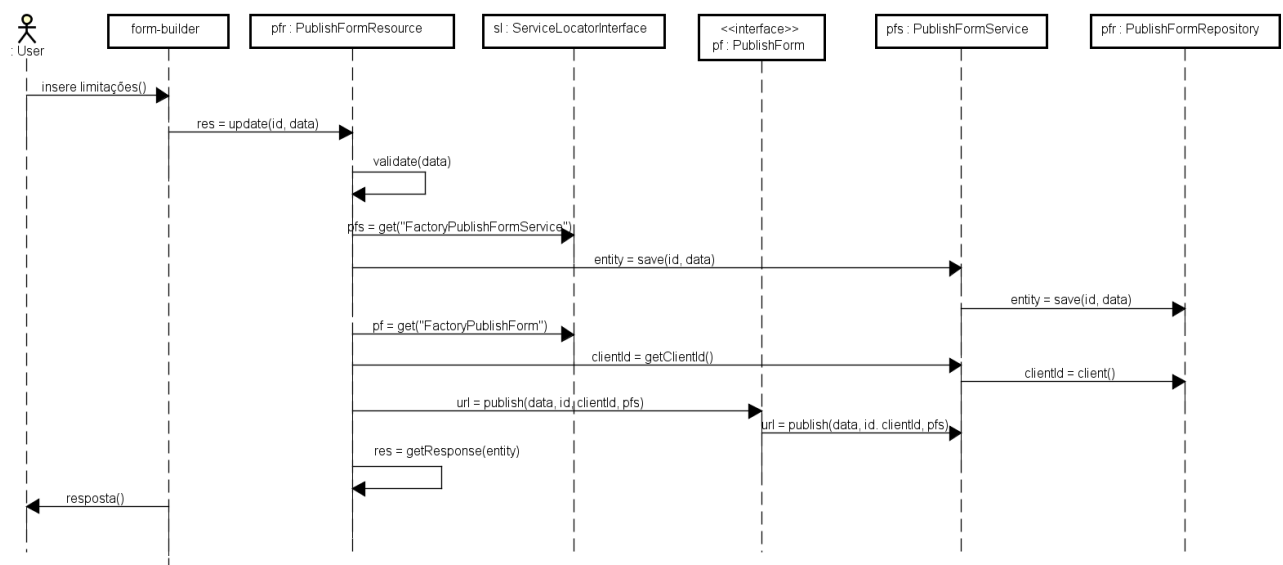 : User
form-builder
pfr : PublishFormResource
sl : ServiceLocatorInterface
<<interface>>
pf : PublishForm
pfs : PublishFormService
pfr : PublishFormRepository
insere limitações()
res = update(id, data)
validate(data)
pfs = get("FactoryPublishFormService")
entity = save(id, data)
entity = save(id, data)
pf = get("FactoryPublishForm")
clientId = getClientId()
clientId = client()
url = publish(data, id, clientId, pfs)
url = publish(data, id. clientId, pfs)
res = getResponse(entity)
resposta()